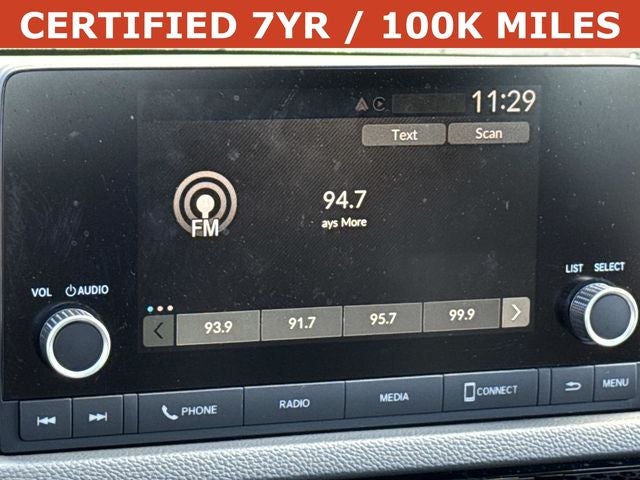 CERTIFIED 7YR / 100K MILES
11:29
Text Scan
94.7
FM
ays More
LIST SELECT
VOL AUDIO
93.9 91.7 95.7 99.9
PHONE RADIO MEDIA CONNECT MENU